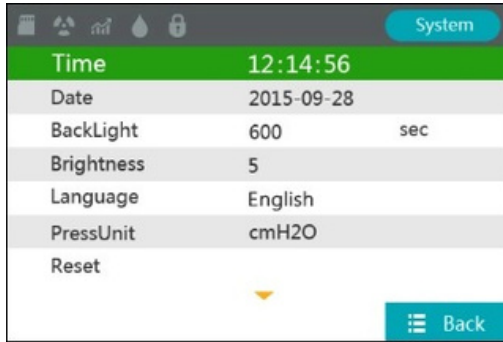 System
Time 12:14:56
Date 2015-09-28
BackLight 600 sec
Brightness 5
Language English
PressUnit cmH2O
Reset
Back